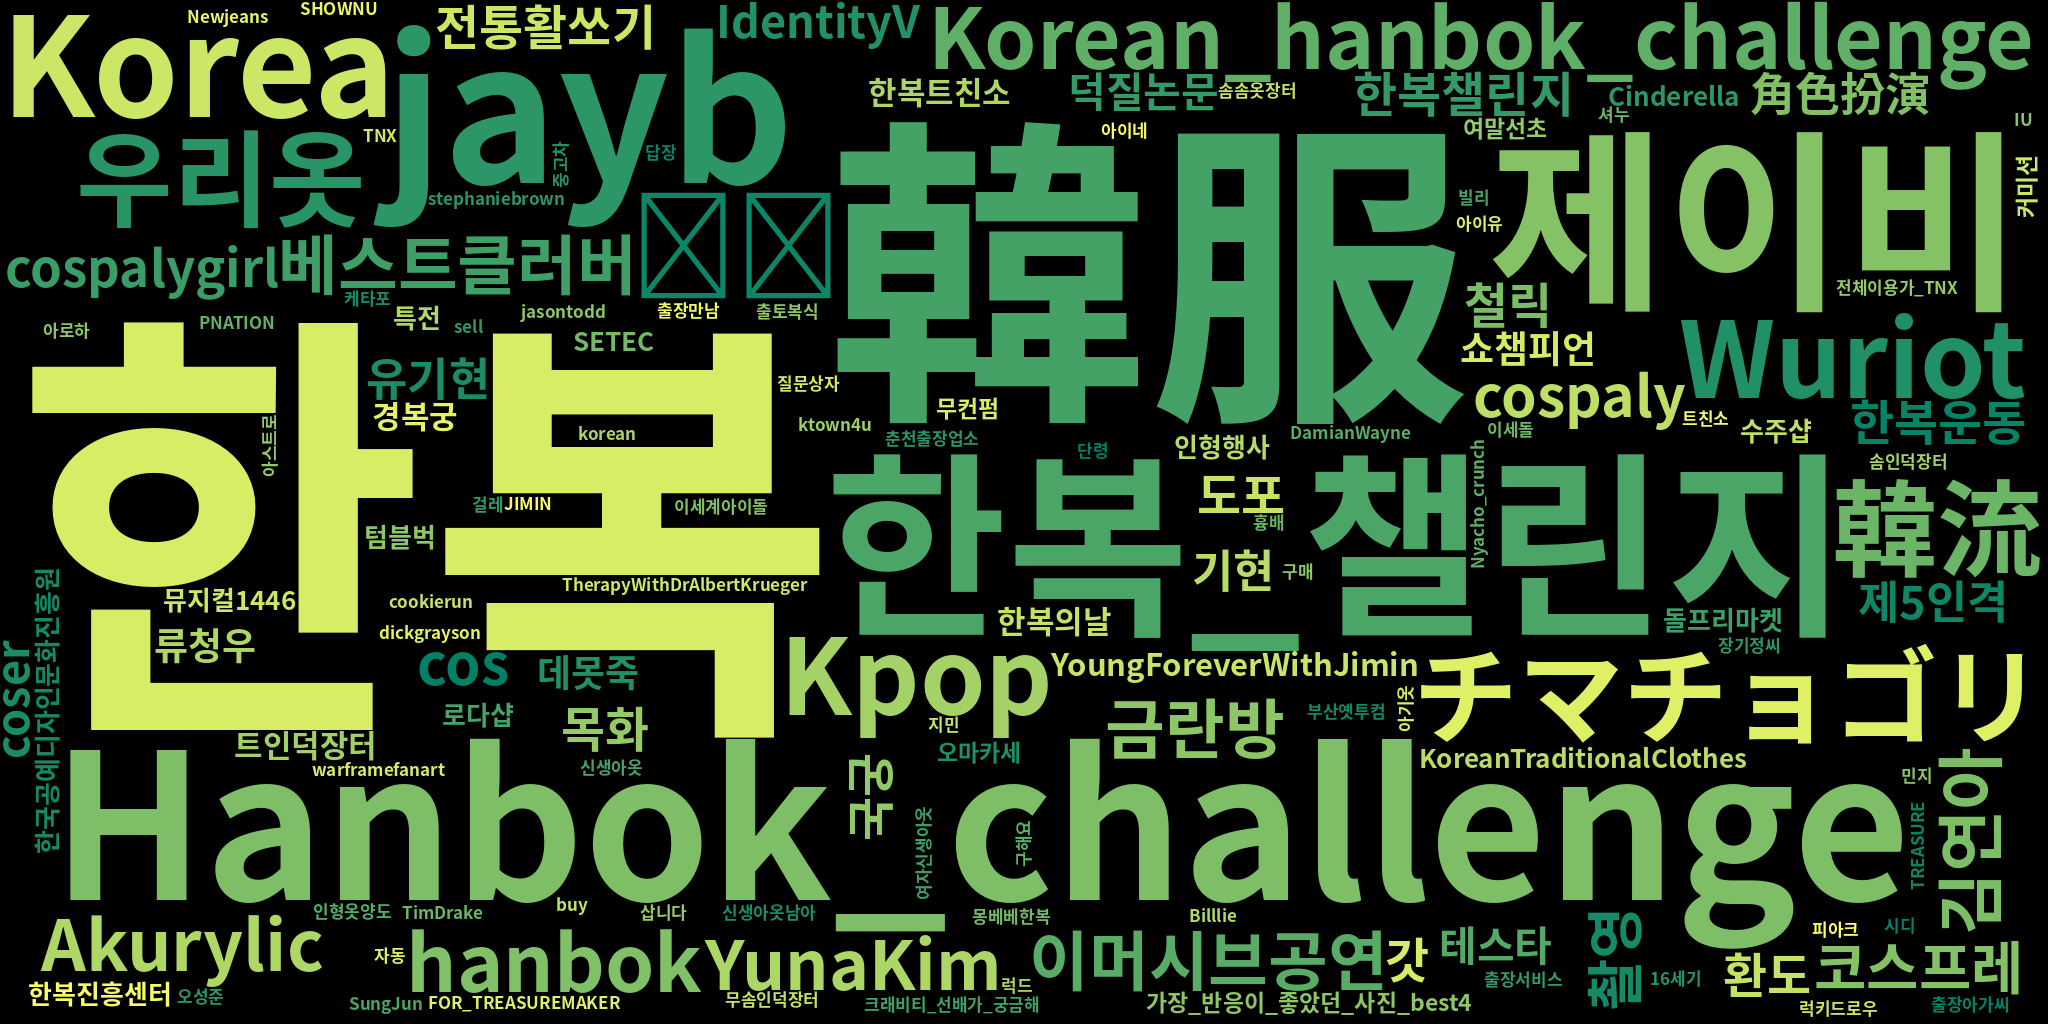 Newjeans
SHOWNU
전통활쏘기
IdentityV
Korean_hanbok_challenge
Korea
jayb
한복트친소
덕질논문
솜솜옷장터
한복챌린지
Cinderella
角色扮演
셔누
IU
TNX
아이네
여말선초
우리옷
중고차
답장
stephaniebrown
韓服
제이비
커미션
빌리
아이유
cospalygirl
베스트클러버
케타포
특전
sell
jasontodd
출장만남
출토복식
철릭
전체이용가_TNX
아로하
PNATION
SETEC
쇼챔피언
Wuriot
유기현
질문상자
cospaly
경복궁
무컨펌
ktown4u
트친소
수주샵
한복운동
한복
아스트로
korean
춘천출장업소
단령
인형행사
DamianWayne
이세돌
솜인덕장터
걸레
JIMIN
이세계아이돌
한복_챌린지
도포
흉배
Nyacho_crunch
韓流
텀블벅
기현
구매
TherapyWithDrAlbertKrueger
뮤지컬1446
cookierun
한복의날
돌프리마켓
제5인격
한국공예디자인문화진흥원
coser
류청우
dickgrayson
장기정씨
cos
데못죽
Kpop
YoungForeverWithJimin
チマチョゴリ
로다샵
목화
지민
금란방
부산옛투컴
아기옷
트인덕장터
오마카세
KoreanTraditionalClothes
warframefanart
신생아옷
국궁
민지
김연아
Hanbok_challenge
여자신생아옷
구해요
TREASURE
인형옷양도
TimDrake
buy
삽니다
신생아옷남아
몽베베한복
Billlie
Akurylic
자동
hanbok
YunaKim
럭드
이머시브공연
갓
테스타
촬영
피아크
시디
한복진흥센터
오성준
출장서비스
16세기
환도
코스프레
SungJun
FOR_TREASUREMAKER
무솜인덕장터
크래비티_선배가_궁금해
가장_반응이_좋았던_사진_best4
럭키드로우
출장아가씨